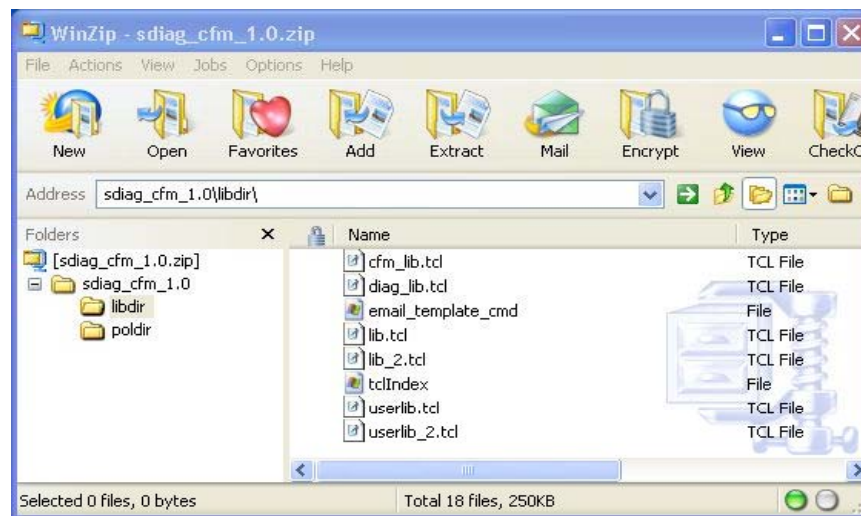 WinZip - sdiag_cfm_1.0.zip
File Actions View Jobs Options Help
New Open Favorites Add Extract Mail Encrypt View CheckO
Address sdiag_cfm_1.0\libdir\
Folders Name Type
[sdiag_cfm_1.0.zip] cfm_lib.tcl TCL File
sdiag_cfm_1.0 diag_lib.tcl TCL File
libdir email_template_cmd File
poldir lib.tcl TCL File
lib_2.tcl TCL File
tclIndex File
userlib.tcl TCL File
userlib_2.tcl TCL File
Selected 0 files, 0 bytes Total 18 files, 250KB